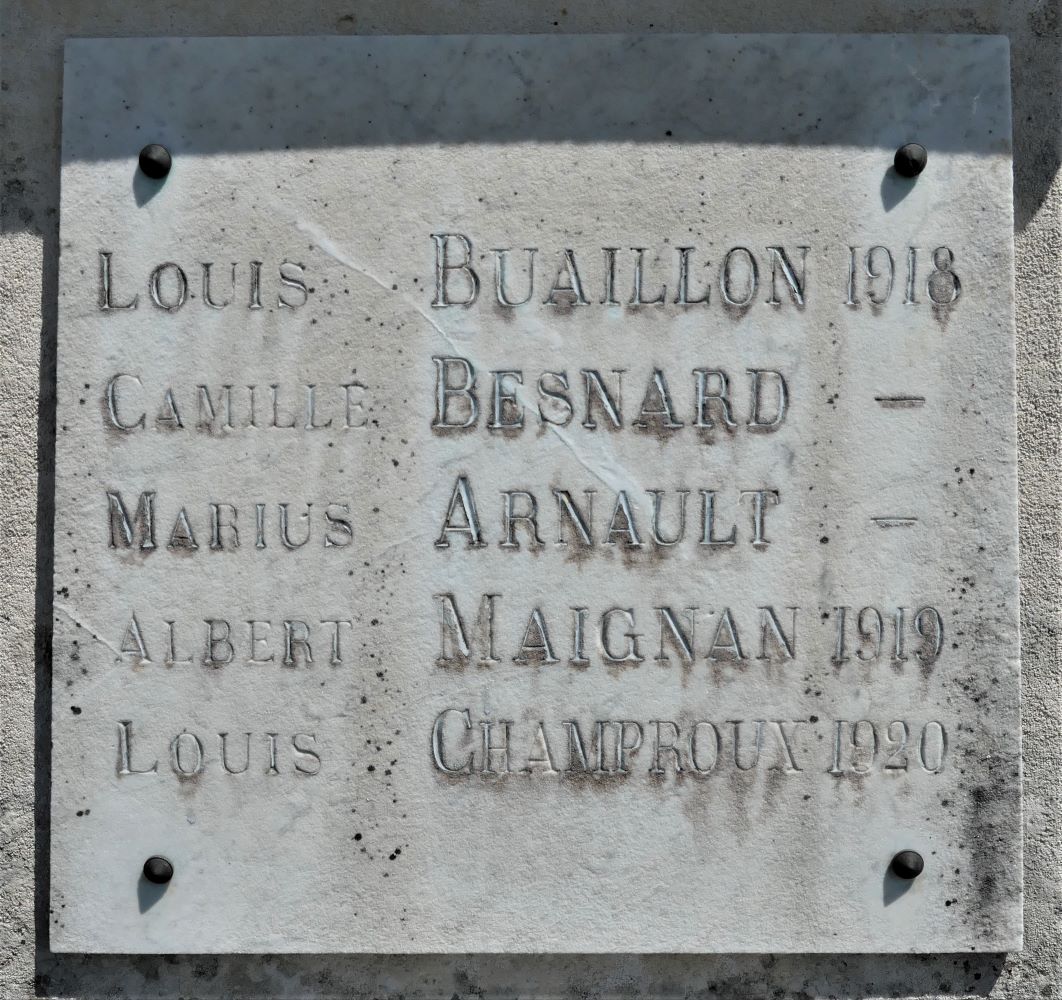 LOUIS BUAILLON 1918
CAMILLE BESNARD —
MARIUS ARNAULT —
ALBERT MAIGNAN 1919
LOUIS CHAMPROUX 1920